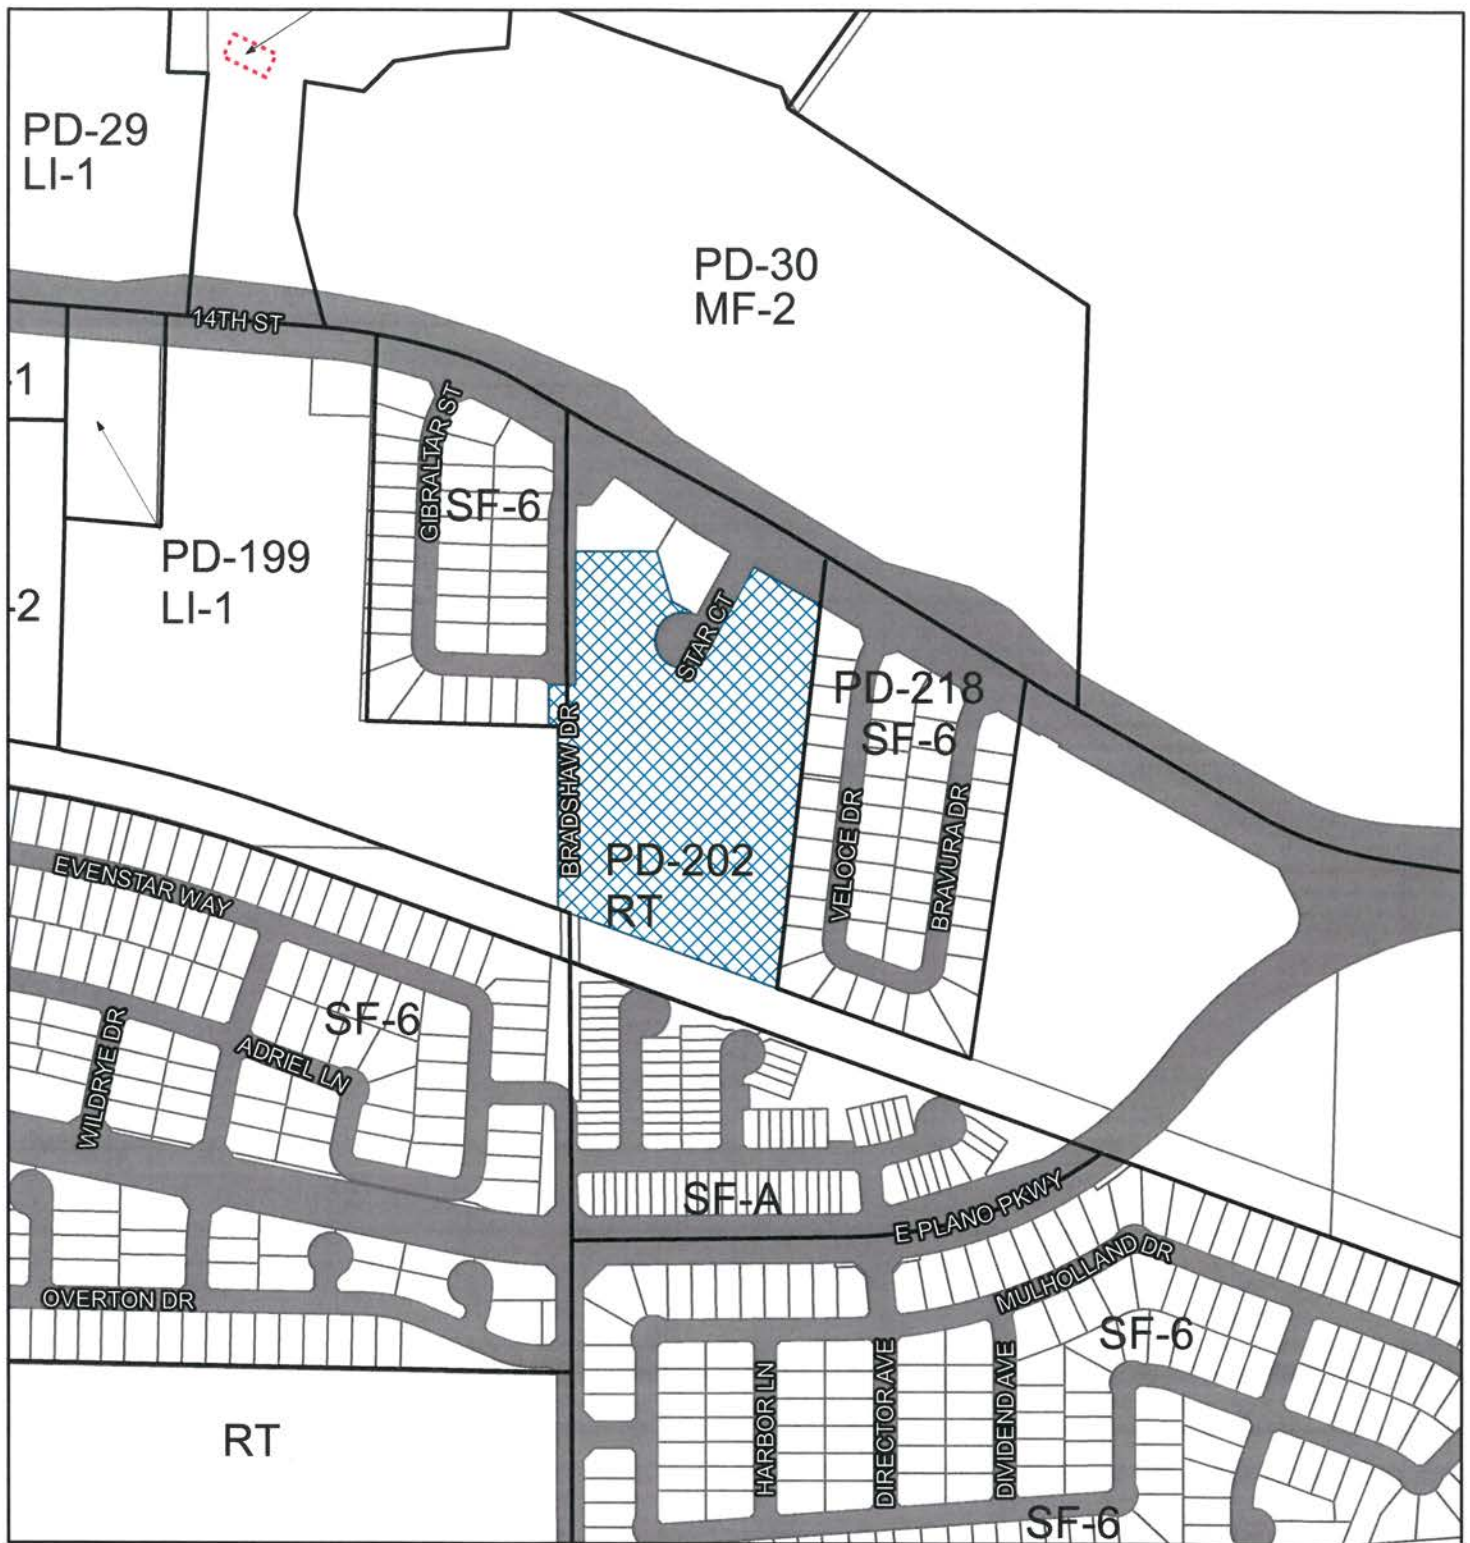 PD-29
LI-1
PD-30
MF-2
14TH ST
-1
GIBRALTAR ST
SF-6
PD-199
LI-1
-2
STAR CT
PD-218
SF-6
BRADSHAW DR
VELOCE DR
BRAVURA DR
PD-202
RT
EVENSTAR WAY
SF-6
WILDRYE DR
ADRIEL LN
SF-A
E PLANO PKWY
MULHOLLAND DR
OVERTON DR
SF-6
HARBOR LN
DIRECTOR AVE
DIVIDEND AVE
RT
SF-6